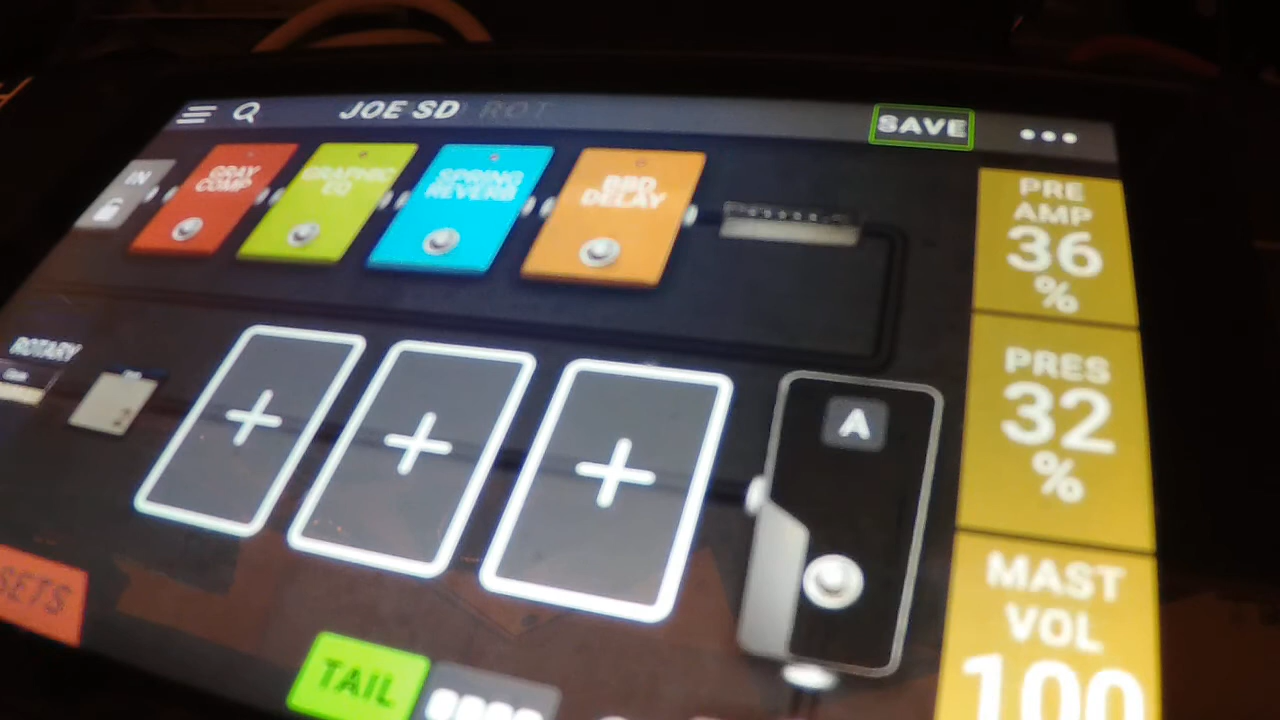 JOE SD
SAVE
IN
GRAY
COMP
GRAPHIC
EQ
SPRING
REVERB
BBD
DELAY
PRE
AMP
36
%
ROTARY
PRES
32
%
A
SETS
TAIL
MAST
VOL
100